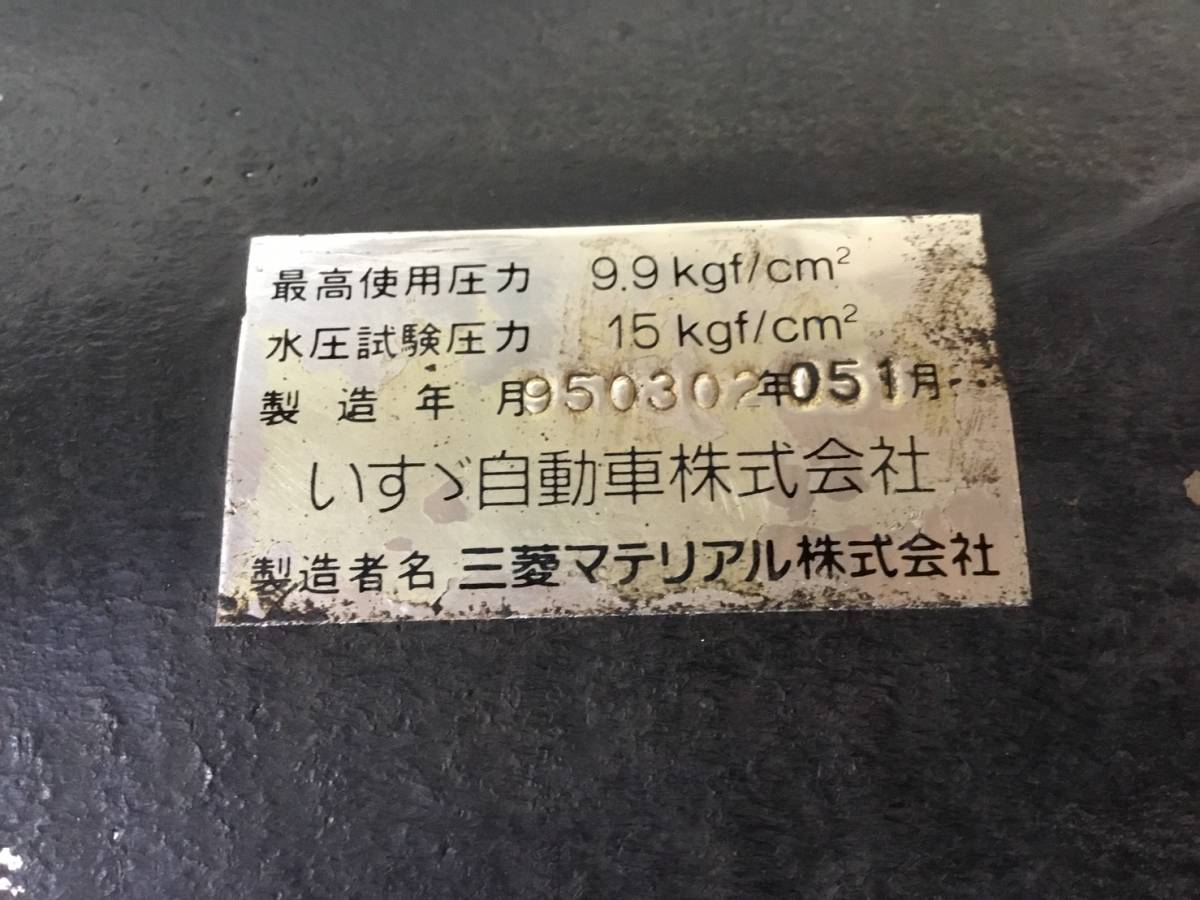 最高使用圧力 9.9 kgf/cm²
水圧試験圧力 15 kgf/cm²
製造年月 950302年051月
いすゞ自動車株式会社
製造者名 三菱マテリアル株式会社